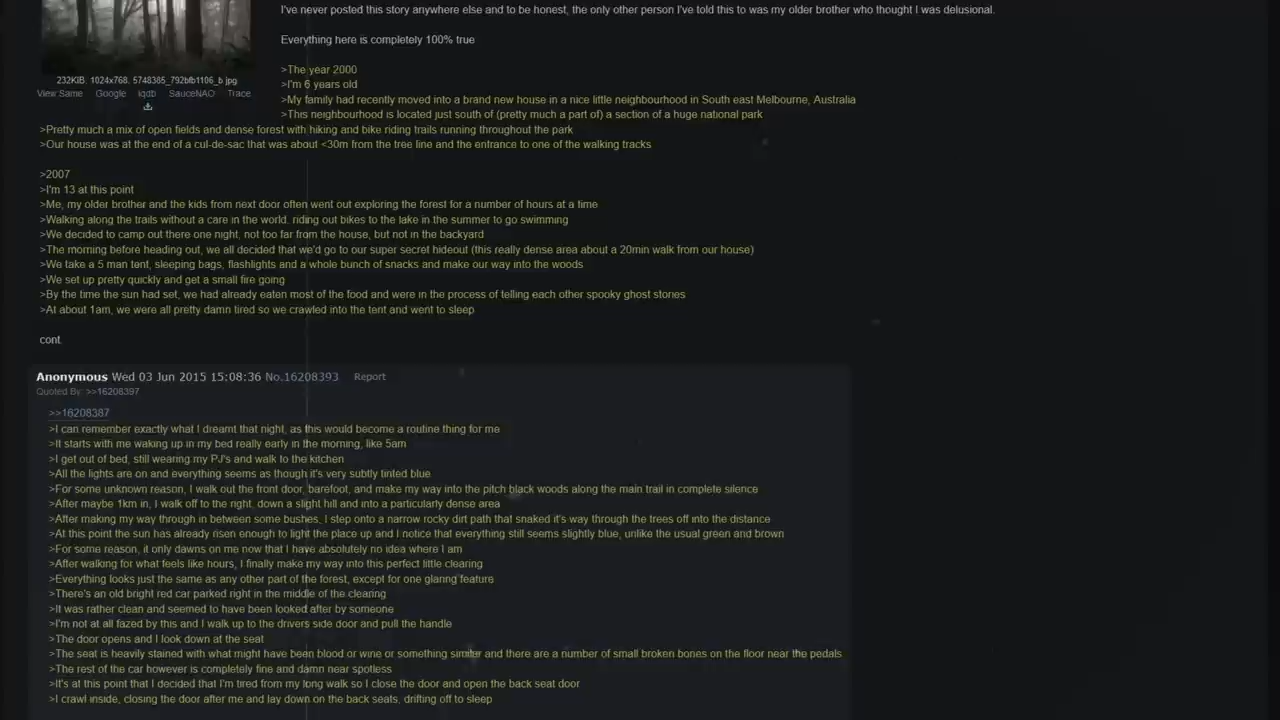 I've never posted this story anywhere else and to be honest, the only other person I've told this to was my older brother who thought I was delusional.
Everything here is completely 100% true
232KIB. 1024x768. 5748385_792bfb1106_b.jpg
View Same Google iqdb SauceNAO Trace
>The year 2000
>I'm 6 years old
>My family had recently moved into a brand new house in a nice little neighbourhood in South east Melbourne, Australia
>This neighbourhood is located just south of (pretty much a part of) a section of a huge national park
>Pretty much a mix of open fields and dense forest with hiking and bike riding trails running throughout the park
>Our house was at the end of a cul-de-sac that was about <30m from the tree line and the entrance to one of the walking tracks
>2007
>I'm 13 at this point
>Me, my older brother and the kids from next door often went out exploring the forest for a number of hours at a time
>Walking along the trails without a care in the world. riding out bikes to the lake in the summer to go swimming
>We decided to camp out there one night, not too far from the house, but not in the backyard
>The morning before heading out, we all decided that we'd go to our super secret hideout (this really dense area about a 20min walk from our house)
>We take a 5 man tent, sleeping bags, flashlights and a whole bunch of snacks and make our way into the woods
>We set up pretty quickly and get a small fire going
>By the time the sun had set, we had already eaten most of the food and were in the process of telling each other spooky ghost stories
>At about 1am, we were all pretty damn tired so we crawled into the tent and went to sleep
cont
Anonymous Wed 03 Jun 2015 15:08:36 No.16208393 Report
Quoted By: >>16208397
>>16208387
>I can remember exactly what I dreamt that night, as this would become a routine thing for me
>It starts with me waking up in my bed really early in the morning, like 5am
>I get out of bed, still wearing my PJ's and walk to the kitchen
>All the lights are on and everything seems as though it's very subtly tinted blue
>For some unknown reason, I walk out the front door, barefoot, and make my way into the pitch black woods along the main trail in complete silence
>After maybe 1km in, I walk off to the right, down a slight hill and into a particularly dense area
>After making my way through in between some bushes, I step onto a narrow rocky dirt path that snaked it's way through the trees off into the distance
>At this point the sun has already risen enough to light the place up and I notice that everything still seems slightly blue, unlike the usual green and brown
>For some reason, it only dawns on me now that I have absolutely no idea where I am
>After walking for what feels like hours, I finally make my way into this perfect little clearing
>Everything looks just the same as any other part of the forest, except for one glaring feature
>There's an old bright red car parked right in the middle of the clearing
>It was rather clean and seemed to have been looked after by someone
>I'm not at all fazed by this and I walk up to the drivers side door and pull the handle
>The door opens and I look down at the seat
>The seat is heavily stained with what might have been blood or wine or something similer and there are a number of small broken bones on the floor near the pedals
>The rest of the car however is completely fine and damn near spotless
>It's at this point that I decided that I'm tired from my long walk so I close the door and open the back seat door
>I crawl inside, closing the door after me and lay down on the back seats, drifting off to sleep